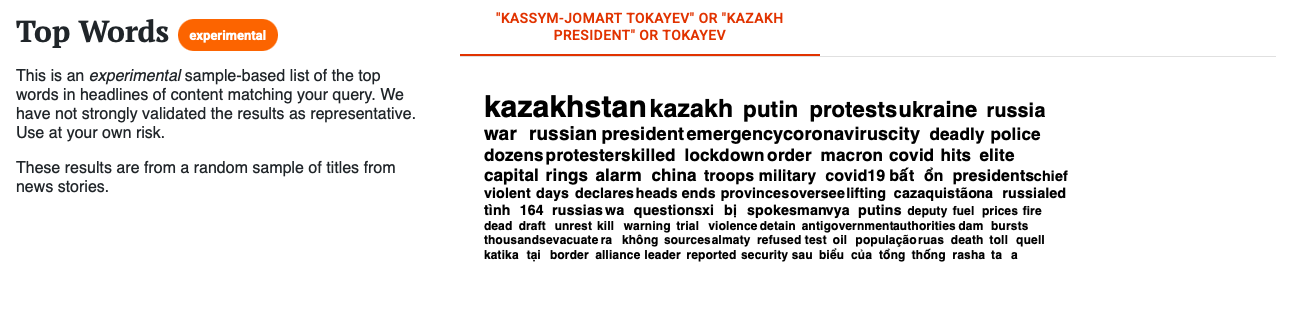 Top Words experimental
This is an experimental sample-based list of the top
words in headlines of content matching your query. We
have not strongly validated the results as representative.
Use at your own risk.
These results are from a random sample of titles from
news stories.
"KASSYM-JOMART TOKAYEV" OR "KAZAKH
PRESIDENT" OR TOKAYEV
kazakhstan kazakh putin protests ukraine russia
war russian president emergency coronavirus city deadly police
dozens protesters killed lockdown order macron covid hits elite
capital rings alarm china troops military covid19 bất ổn presidents chief
violent days declares heads ends provinces oversee lifting cazaquistão na russialed
tình 164 russias wa questions xi bị spokesman vya putins deputy fuel prices fire
dead draft unrest kill warning trial violence detain antigovernment authorities dam bursts
thousands evacuate ra không sources almaty refused test oil população ruas death toll quell
katika tại border alliance leader reported security sau biểu của tổng thống rasha ta a